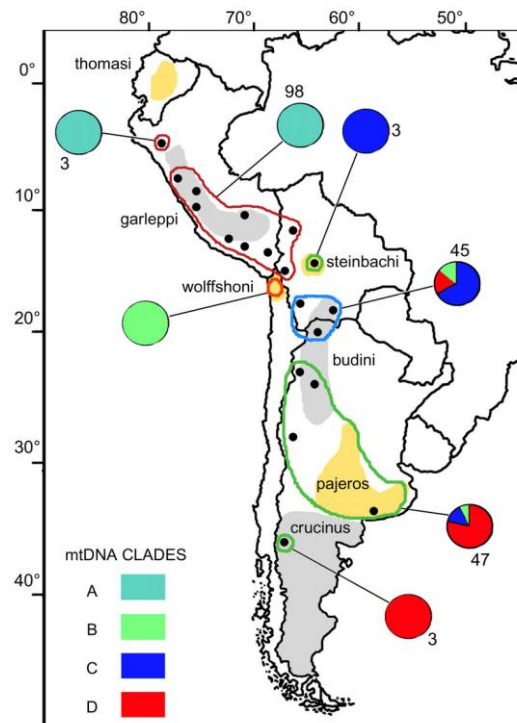 80° 70° 60° 50°
thomasi
0°
98
3
3
10°
garleppi
steinbachi
45
wolffshoni
20°
budini
30°
pajeros
crucinus
47
mtDNA CLADES
A
40°
3
B
C
D